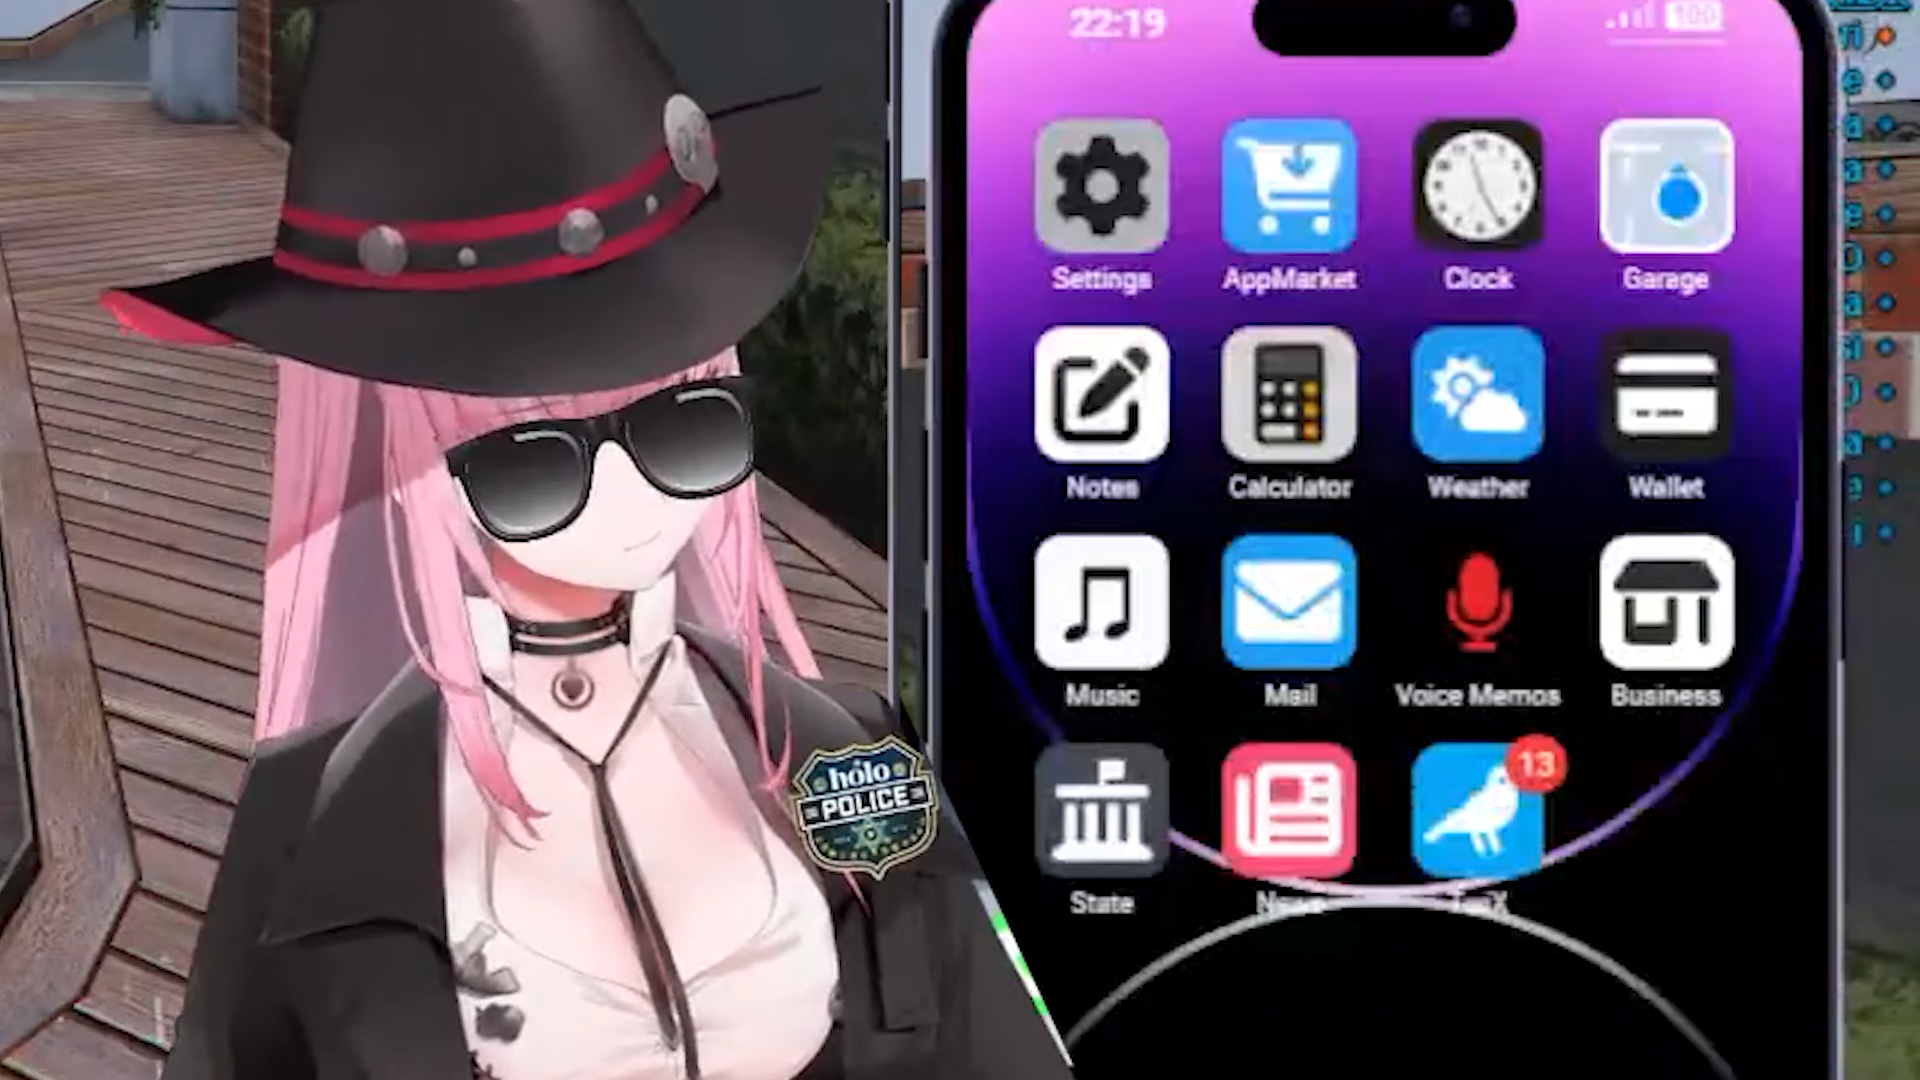 22:19
100
Settings
AppMarket
Clock
Garage
Notes
Calculator
Weather
Wallet
Music
Mail
Voice Memos
Business
holo
POLICE
13
State
News